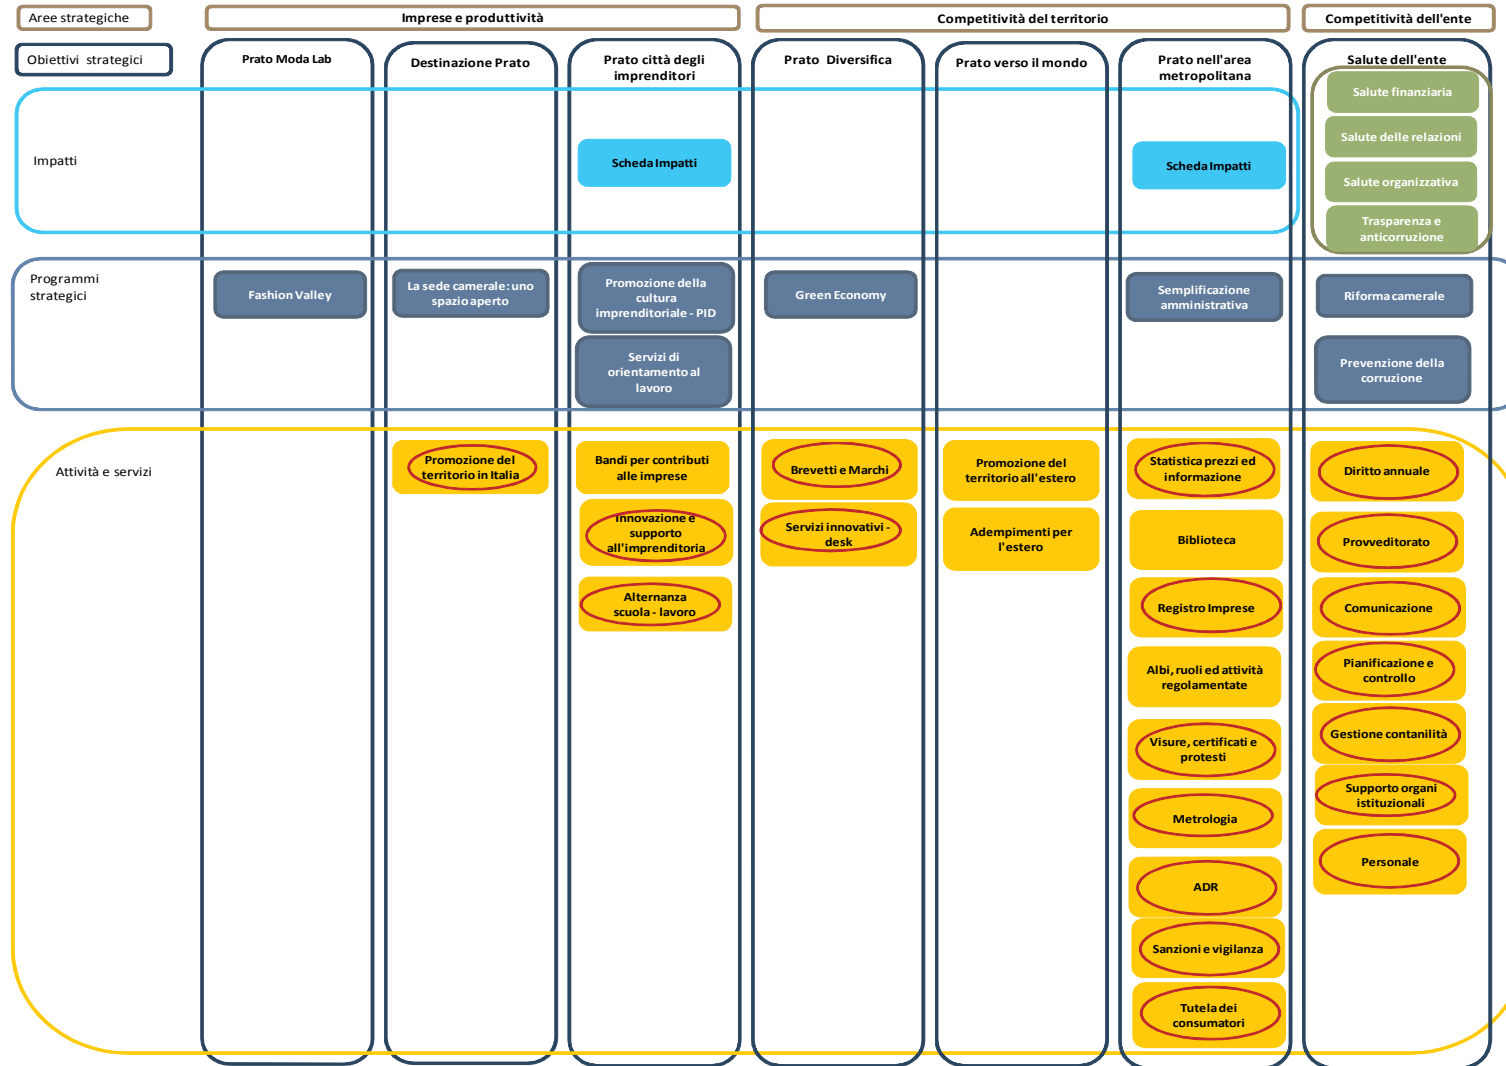 Aree strategiche
Imprese e produttività
Competitività del territorio
Competitività dell'ente
Obiettivi strategici
Prato Moda Lab
Destinazione Prato
Prato città degli
imprenditori
Prato Diversifica
Prato verso il mondo
Prato nell'area
metropolitana
Salute dell'ente
Impatti
Scheda Impatti
Scheda Impatti
Salute finanziaria
Salute delle relazioni
Salute organizzativa
Trasparenza e
anticorruzione
Programmi
strategici
Fashion Valley
La sede camerale: uno
spazio aperto
Promozione della
cultura
imprenditoriale - PID
Servizi di
orientamento al
lavoro
Green Economy
Semplificazione
amministrativa
Riforma camerale
Prevenzione della
corruzione
Attività e servizi
Promozione del
territorio in Italia
Bandi per contributi
alle imprese
Innovazione e
supporto
all'imprenditoria
Alternanza
scuola - lavoro
Brevetti e Marchi
Servizi innovativi -
desk
Promozione del
territorio all'estero
Adempimenti per
l'estero
Statistica prezzi ed
informazione
Biblioteca
Registro Imprese
Albi, ruoli ed attività
regolamentate
Visure, certificati e
protesti
Metrologia
ADR
Sanzioni e vigilanza
Tutela dei
consumatori
Diritto annuale
Provveditorato
Comunicazione
Pianificazione e
controllo
Gestione contanilità
Supporto organi
istituzionali
Personale